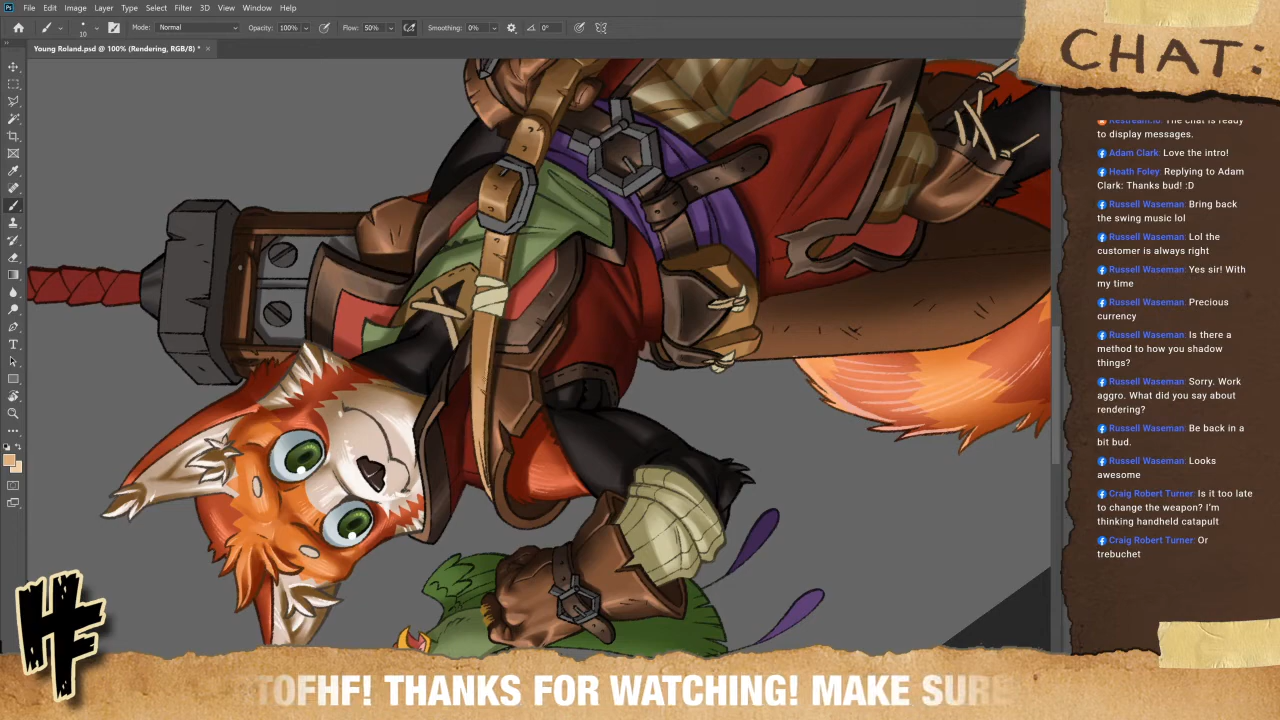 File Edit Image Layer Type Select Filter 3D View Window Help
Mode: Normal Opacity: 100% Flow: 50% Smoothing: 0% 0°
10
Young Roland.psd @ 100% (Rendering, RGB/8) * ×
CHAT:
The chat is ready
to display messages.
Adam Clark: Love the intro!
Heath Foley: Replying to Adam
Clark: Thanks bud! :D
Russell Waseman: Bring back
the swing music lol
Russell Waseman: Lol the
customer is always right
Russell Waseman: Yes sir! With
my time
Russell Waseman: Precious
currency
Russell Waseman: Is there a
method to how you shadow
things?
Russell Waseman: Sorry. Work
aggro. What did you say about
rendering?
Russell Waseman: Be back in a
bit bud.
Russell Waseman: Looks
awesome
Craig Robert Turner: Is it too late
to change the weapon? I'm
thinking handheld catapult
Craig Robert Turner: Or
trebuchet
HF
TOFHF! THANKS FOR WATCHING! MAKE SURE